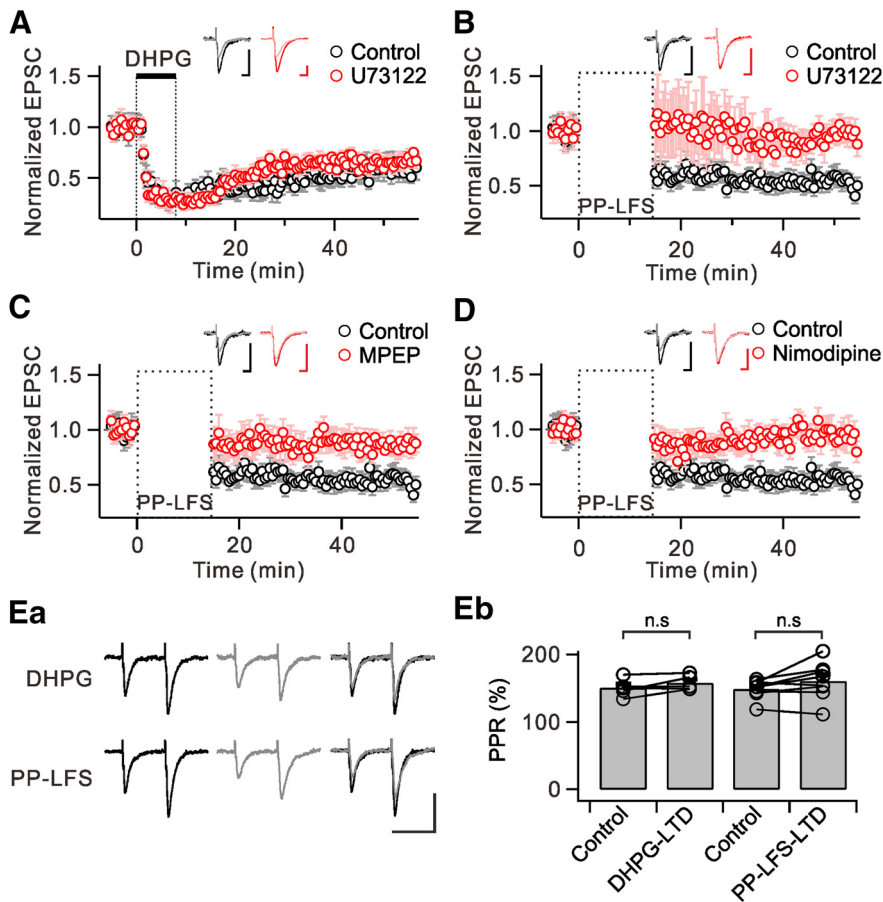 A
DHPG
Control
U73122
Normalized EPSC
1.5
1.0
0.5
0 20 40
Time (min)
B
Control
U73122
Normalized EPSC
1.5
1.0
0.5
PP-LFS
0 20 40
Time (min)
C
Control
MPEP
Normalized EPSC
1.5
1.0
0.5
PP-LFS
0 20 40
Time (min)
D
Control
Nimodipine
Normalized EPSC
1.5
1.0
0.5
PP-LFS
0 20 40
Time (min)
Ea
DHPG
PP-LFS
Eb
n.s n.s
PPR (%)
200
100
0
Control
DHPG-LTD
Control
PP-LFS-LTD